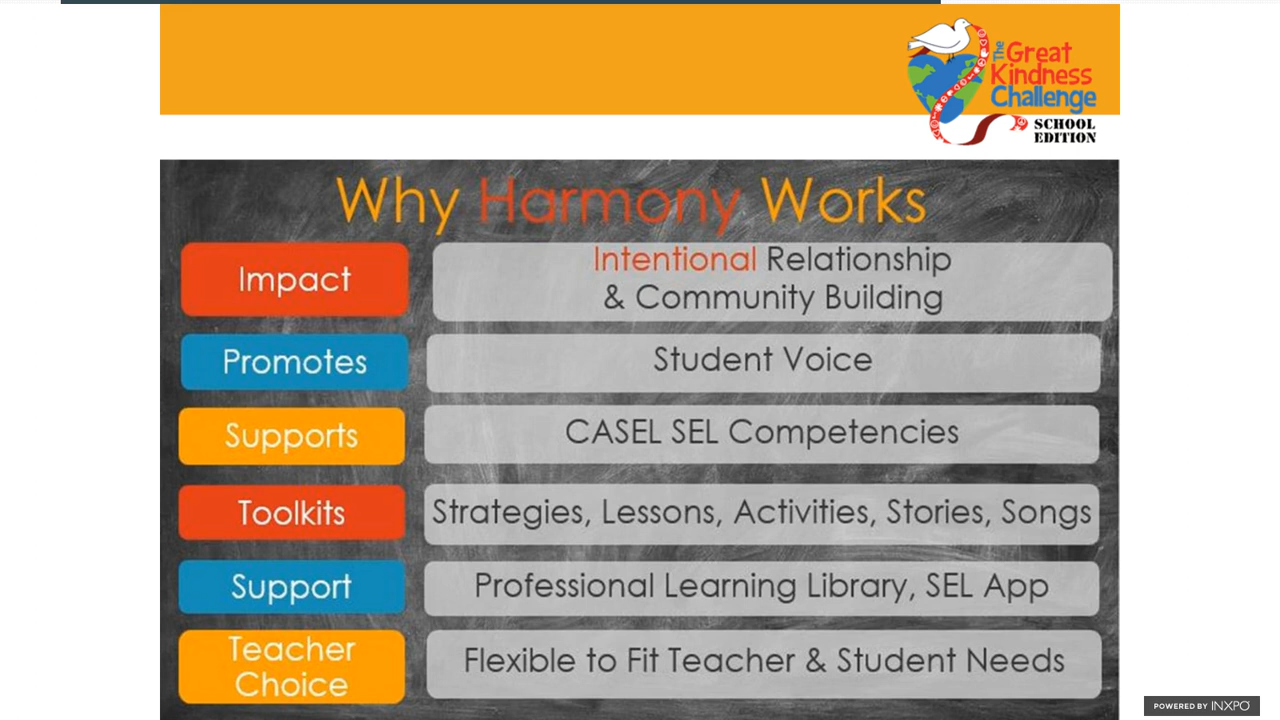 The
Great
Kindness
Challenge
SCHOOL
EDITION
Why Harmony Works
Impact
Intentional Relationship
& Community Building
Promotes
Student Voice
Supports
CASEL SEL Competencies
Toolkits
Strategies, Lessons, Activities, Stories, Songs
Support
Professional Learning Library, SEL App
Teacher
Choice
Flexible to Fit Teacher & Student Needs
POWERED BY INXPO